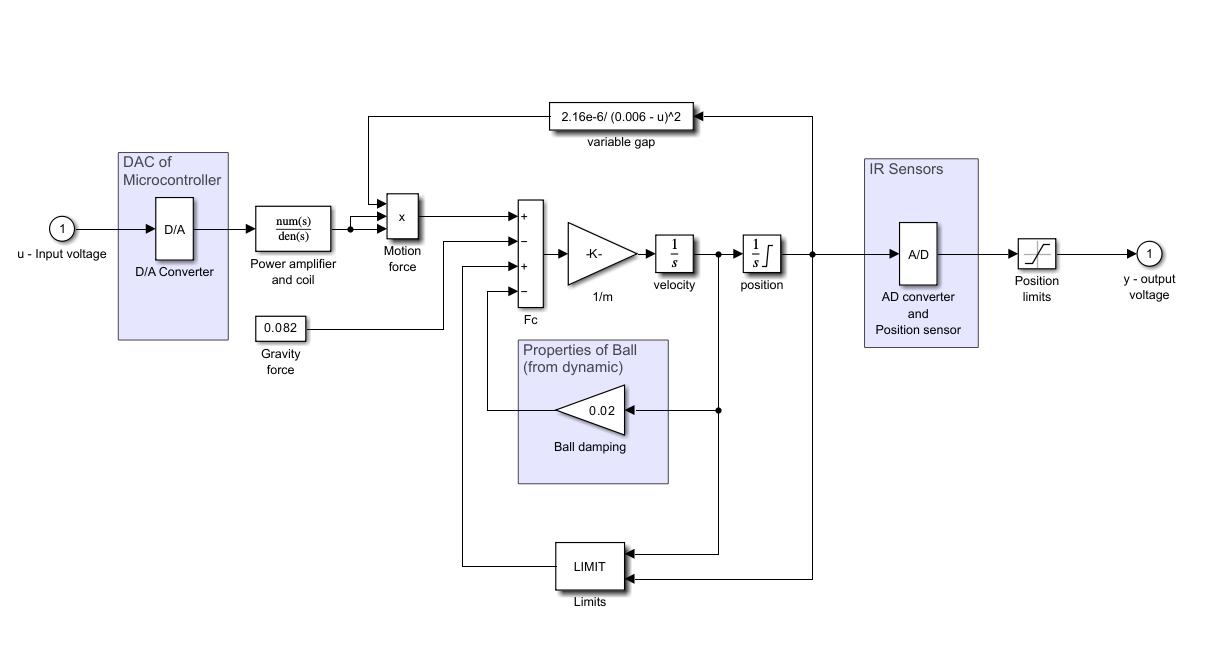 2.16e-6/ (0.006 - u)^2
variable gap
DAC of
Microcontroller
IR Sensors
1
u - Input voltage
D/A
D/A Converter
num(s)
den(s)
Power amplifier
and coil
x
Motion
force
0.082
Gravity
force
+
−
+
−
Fc
-K-
1/m
1
s
velocity
1
s
position
A/D
AD converter
and
Position sensor
Position
limits
1
y - output
voltage
Properties of Ball
(from dynamic)
0.02
Ball damping
LIMIT
Limits